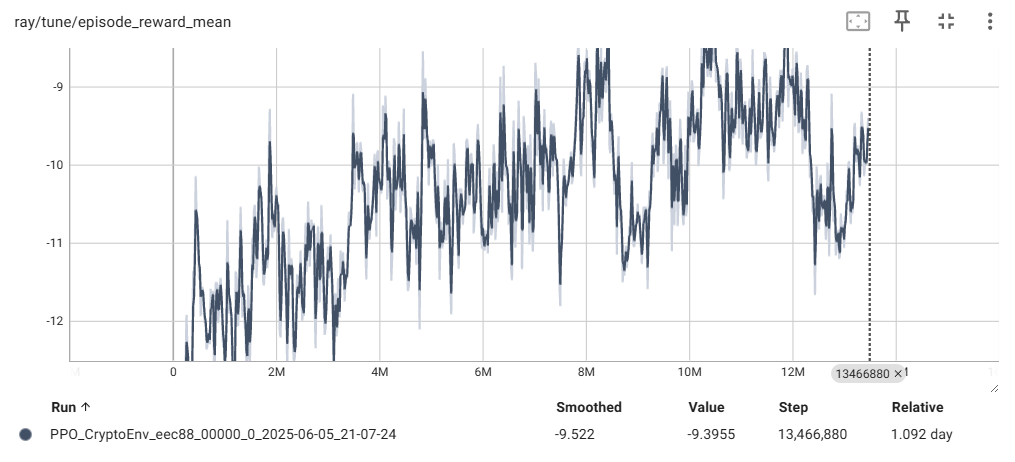 ray/tune/episode_reward_mean
-9
-10
-11
-12
0 2M 4M 6M 8M 10M 12M
13466880 ×
Run ↑ Smoothed Value Step Relative
PPO_CryptoEnv_eec88_00000_0_2025-06-05_21-07-24 -9.522 -9.3955 13,466,880 1.092 day